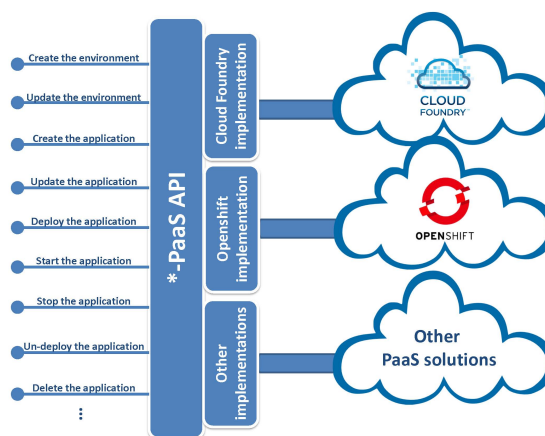 Create the environment
Update the environment
Create the application
Update the application
Deploy the application
Start the application
Stop the application
Un-deploy the application
Delete the application
...
*-PaaS API
Cloud Foundry
implementation
Openshift
implementation
Other
implementations
CLOUD
FOUNDRY™
OPENSHIFT
Other
PaaS solutions